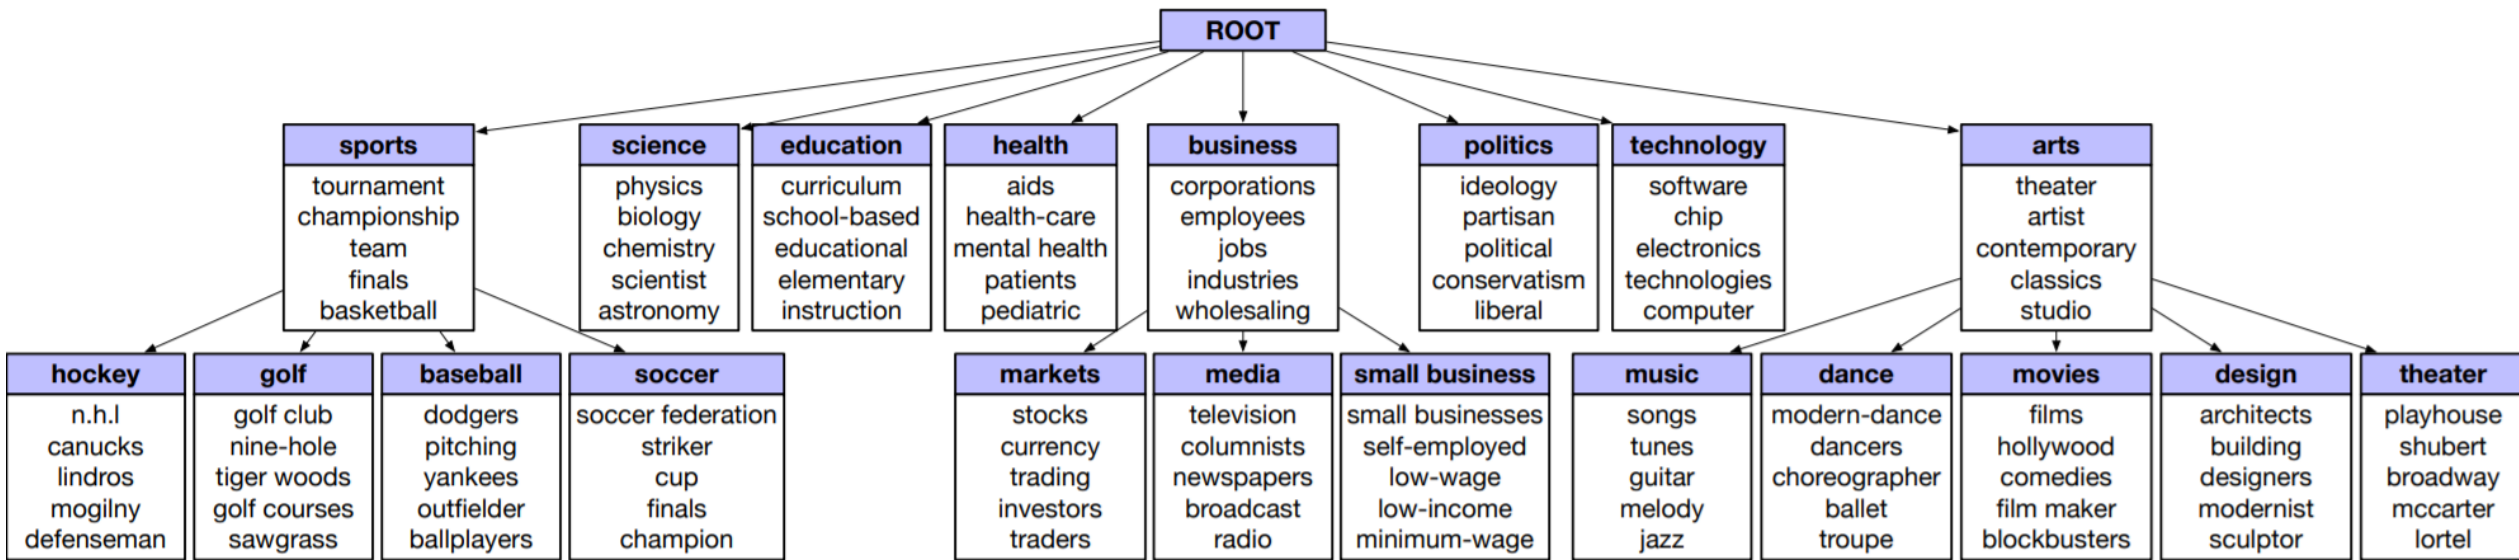 ROOT
sports
tournament
championship
team
finals
basketball
science
physics
biology
chemistry
scientist
astronomy
education
curriculum
school-based
educational
elementary
instruction
health
aids
health-care
mental health
patients
pediatric
business
corporations
employees
jobs
industries
wholesaling
politics
ideology
partisan
political
conservatism
liberal
technology
software
chip
electronics
technologies
computer
arts
theater
artist
contemporary
classics
studio
hockey
n.h.l
canucks
lindros
mogilny
defenseman
golf
golf club
nine-hole
tiger woods
golf courses
sawgrass
baseball
dodgers
pitching
yankees
outfielder
ballplayers
soccer
soccer federation
striker
cup
finals
champion
markets
stocks
currency
trading
investors
traders
media
television
columnists
newspapers
broadcast
radio
small business
small businesses
self-employed
low-wage
low-income
minimum-wage
music
songs
tunes
guitar
melody
jazz
dance
modern-dance
dancers
choreographer
ballet
troupe
movies
films
hollywood
comedies
film maker
blockbusters
design
architects
building
designers
modernist
sculptor
theater
playhouse
shubert
broadway
mccarter
lortel